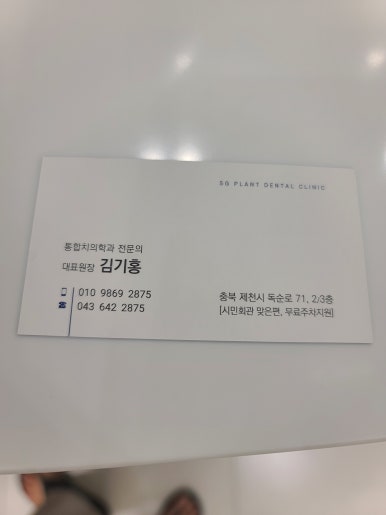 SG PLANT DENTAL CLINIC
통합치의학과 전문의
대표원장 김기홍
010 9869 2875
043 642 2875
충북 제천시 독순로 71, 2/3층
[시민회관 맞은편, 무료주차지원]